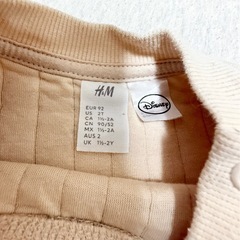 H&M
EUR 92
US 2T
CA 1½-2A
CN 90/52
MX 1½-2A
AUS 2
UK 1½-2Y
Disney